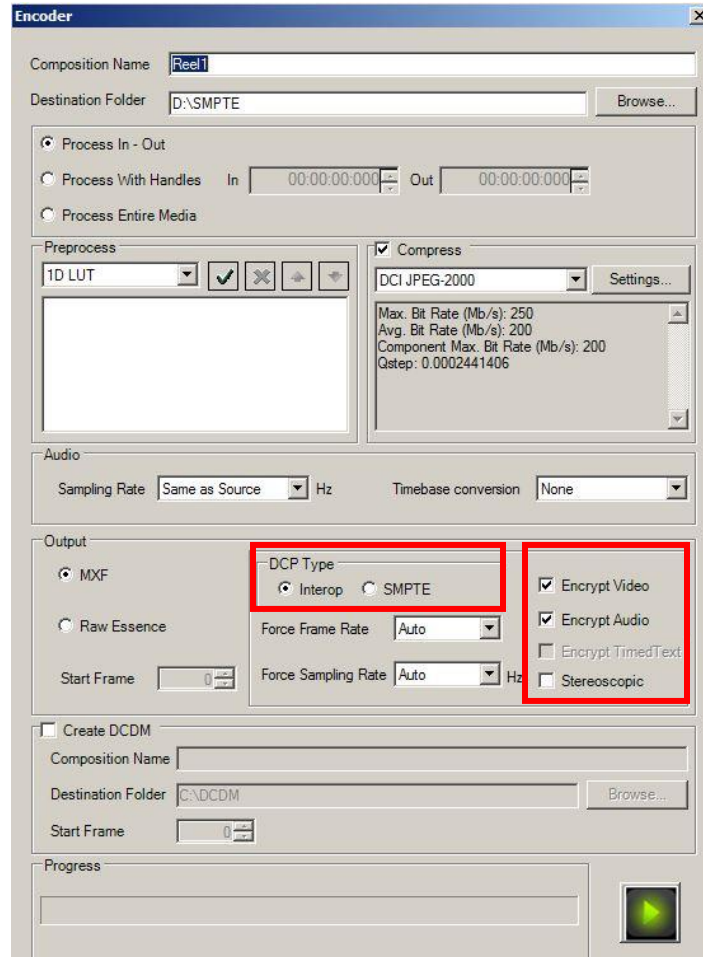 Encoder
Composition Name Reel1
Destination Folder D:\SMPTE Browse...
Process In - Out
Process With Handles In 00:00:00:000 Out 00:00:00:000
Process Entire Media
Preprocess
1D LUT
Compress
DCI JPEG-2000 Settings...
Max. Bit Rate (Mb/s): 250
Avg. Bit Rate (Mb/s): 200
Component Max. Bit Rate (Mb/s): 200
Qstep: 0.0002441406
Audio
Sampling Rate Same as Source Hz Timebase conversion None
Output
MXF
Raw Essence
Start Frame 0
DCP Type
Interop SMPTE
Force Frame Rate Auto
Force Sampling Rate Auto Hz
Encrypt Video
Encrypt Audio
Encrypt TimedText
Stereoscopic
Create DCDM
Composition Name
Destination Folder C:\DCDM Browse...
Start Frame 0
Progress